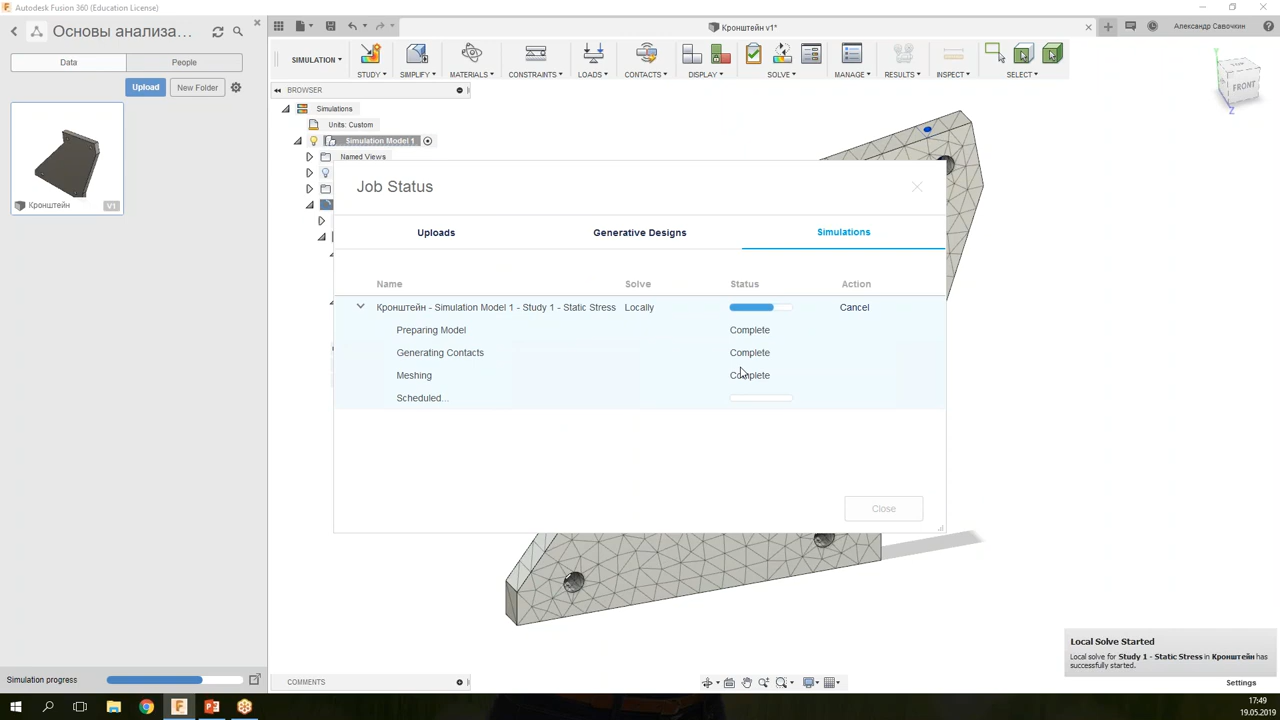 Autodesk Fusion 360 (Education License)
Основы анализа...
Data
People
Upload
New Folder
Кронштейн
V1
Simulation progress
Кронштейн v1*
Александр Савочкин
SIMULATION
STUDY
SIMPLIFY
MATERIALS
CONSTRAINTS
LOADS
CONTACTS
DISPLAY
SOLVE
MANAGE
RESULTS
INSPECT
SELECT
FRONT
Z
BROWSER
Simulations
Units: Custom
Simulation Model 1
Named Views
Job Status
Uploads
Generative Designs
Simulations
Name Solve Status Action
Кронштейн - Simulation Model 1 - Study 1 - Static Stress Locally Cancel
Preparing Model Complete
Generating Contacts Complete
Meshing Complete
Scheduled...
Close
Local Solve Started
Local solve for Study 1 - Static Stress in Кронштейн has
successfully started.
Settings
COMMENTS
17:49
19.05.2019